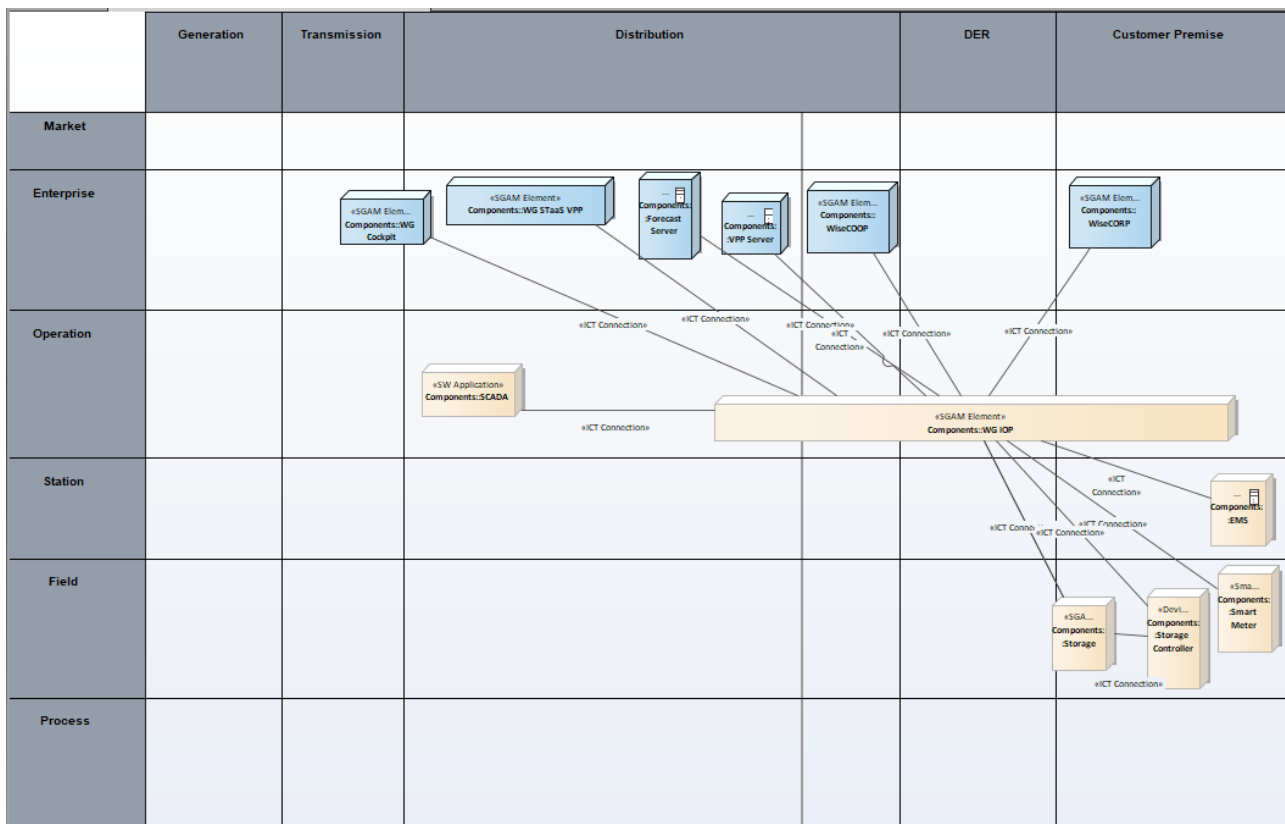 Generation
Transmission
Distribution
DER
Customer Premise
Market
Enterprise
«SGAM Elem...
Components::WG
Cockpit
«SGAM Element»
Components::WG STaaS VPP
...
Components:
:Forecast
Server
...
Components:
:VPP Server
«SGAM Elem...
Components::
WiseCOOP
«SGAM Elem...
Components::
WiseCORP
Operation
«ICT Connection»
«ICT Connection»
«ICT Connection»
«ICT
Connection»
«ICT Connection»
«ICT Connection»
«SW Application»
Components::SCADA
«ICT Connection»
«SGAM Element»
Components::WG IOP
Station
«ICT
Connection»
...
Components:
:EMS
«ICT
«ICT Connection»
Connection»
Field
«SGA...
Components:
:Storage
«Devi...
Components:
:Storage
Controller
«Sma...
Components:
:Smart
Meter
«ICT Connection»
Process